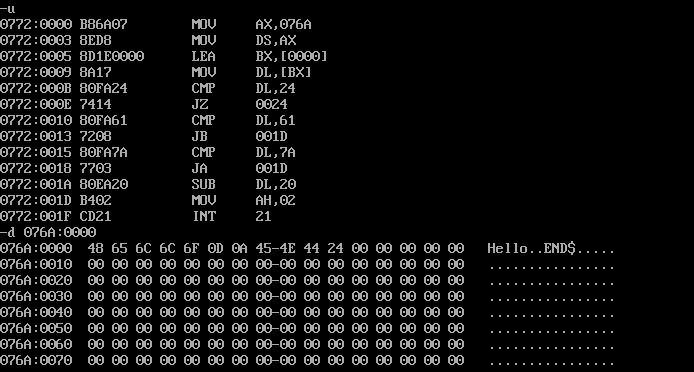 -u
0772:0000 B86A07 MOV AX,076A
0772:0003 8ED8 MOV DS,AX
0772:0005 8D1E0000 LEA BX,[0000]
0772:0009 8A17 MOV DL,[BX]
0772:000B 80FA24 CMP DL,24
0772:000E 7414 JZ 0024
0772:0010 80FA61 CMP DL,61
0772:0013 7208 JB 001D
0772:0015 80FA7A CMP DL,7A
0772:0018 7703 JA 001D
0772:001A 80EA20 SUB DL,20
0772:001D B402 MOV AH,02
0772:001F CD21 INT 21
-d 076A:0000
076A:0000 48 65 6C 6C 6F 0D 0A 45-4E 44 24 00 00 00 00 00 Hello..END$.....
076A:0010 00 00 00 00 00 00 00 00-00 00 00 00 00 00 00 00 ................
076A:0020 00 00 00 00 00 00 00 00-00 00 00 00 00 00 00 00 ................
076A:0030 00 00 00 00 00 00 00 00-00 00 00 00 00 00 00 00 ................
076A:0040 00 00 00 00 00 00 00 00-00 00 00 00 00 00 00 00 ................
076A:0050 00 00 00 00 00 00 00 00-00 00 00 00 00 00 00 00 ................
076A:0060 00 00 00 00 00 00 00 00-00 00 00 00 00 00 00 00 ................
076A:0070 00 00 00 00 00 00 00 00-00 00 00 00 00 00 00 00 ................